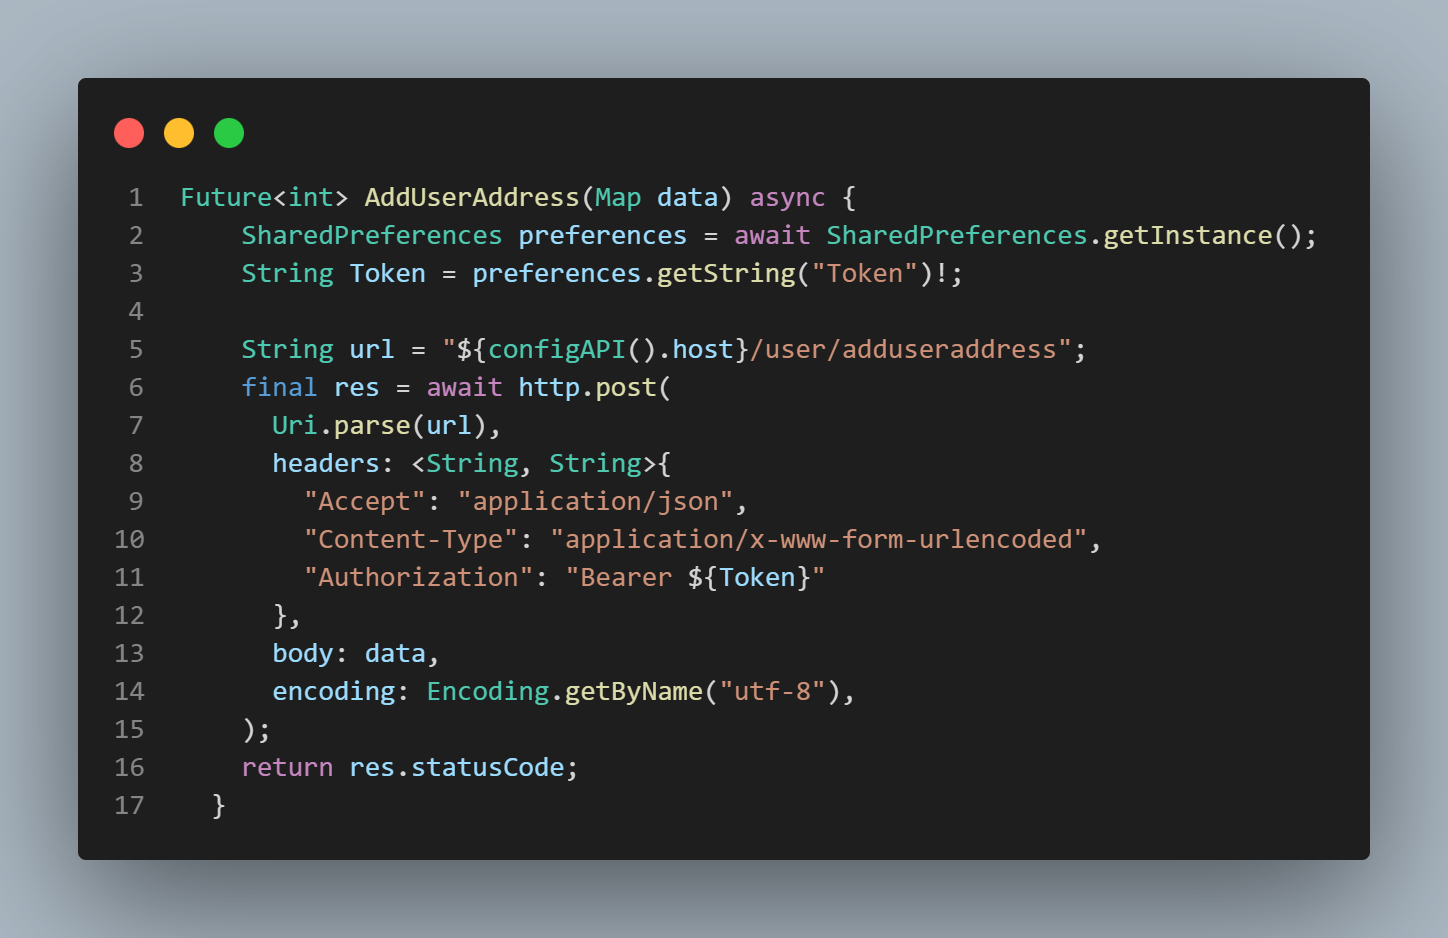 1 Future<int> AddUserAddress(Map data) async {
2     SharedPreferences preferences = await SharedPreferences.getInstance();
3     String Token = preferences.getString("Token")!;
4
5     String url = "${configAPI().host}/user/adduseraddress";
6     final res = await http.post(
7       Uri.parse(url),
8       headers: <String, String>{
9         "Accept": "application/json",
10         "Content-Type": "application/x-www-form-urlencoded",
11         "Authorization": "Bearer ${Token}"
12       },
13       body: data,
14       encoding: Encoding.getByName("utf-8"),
15     );
16     return res.statusCode;
17   }